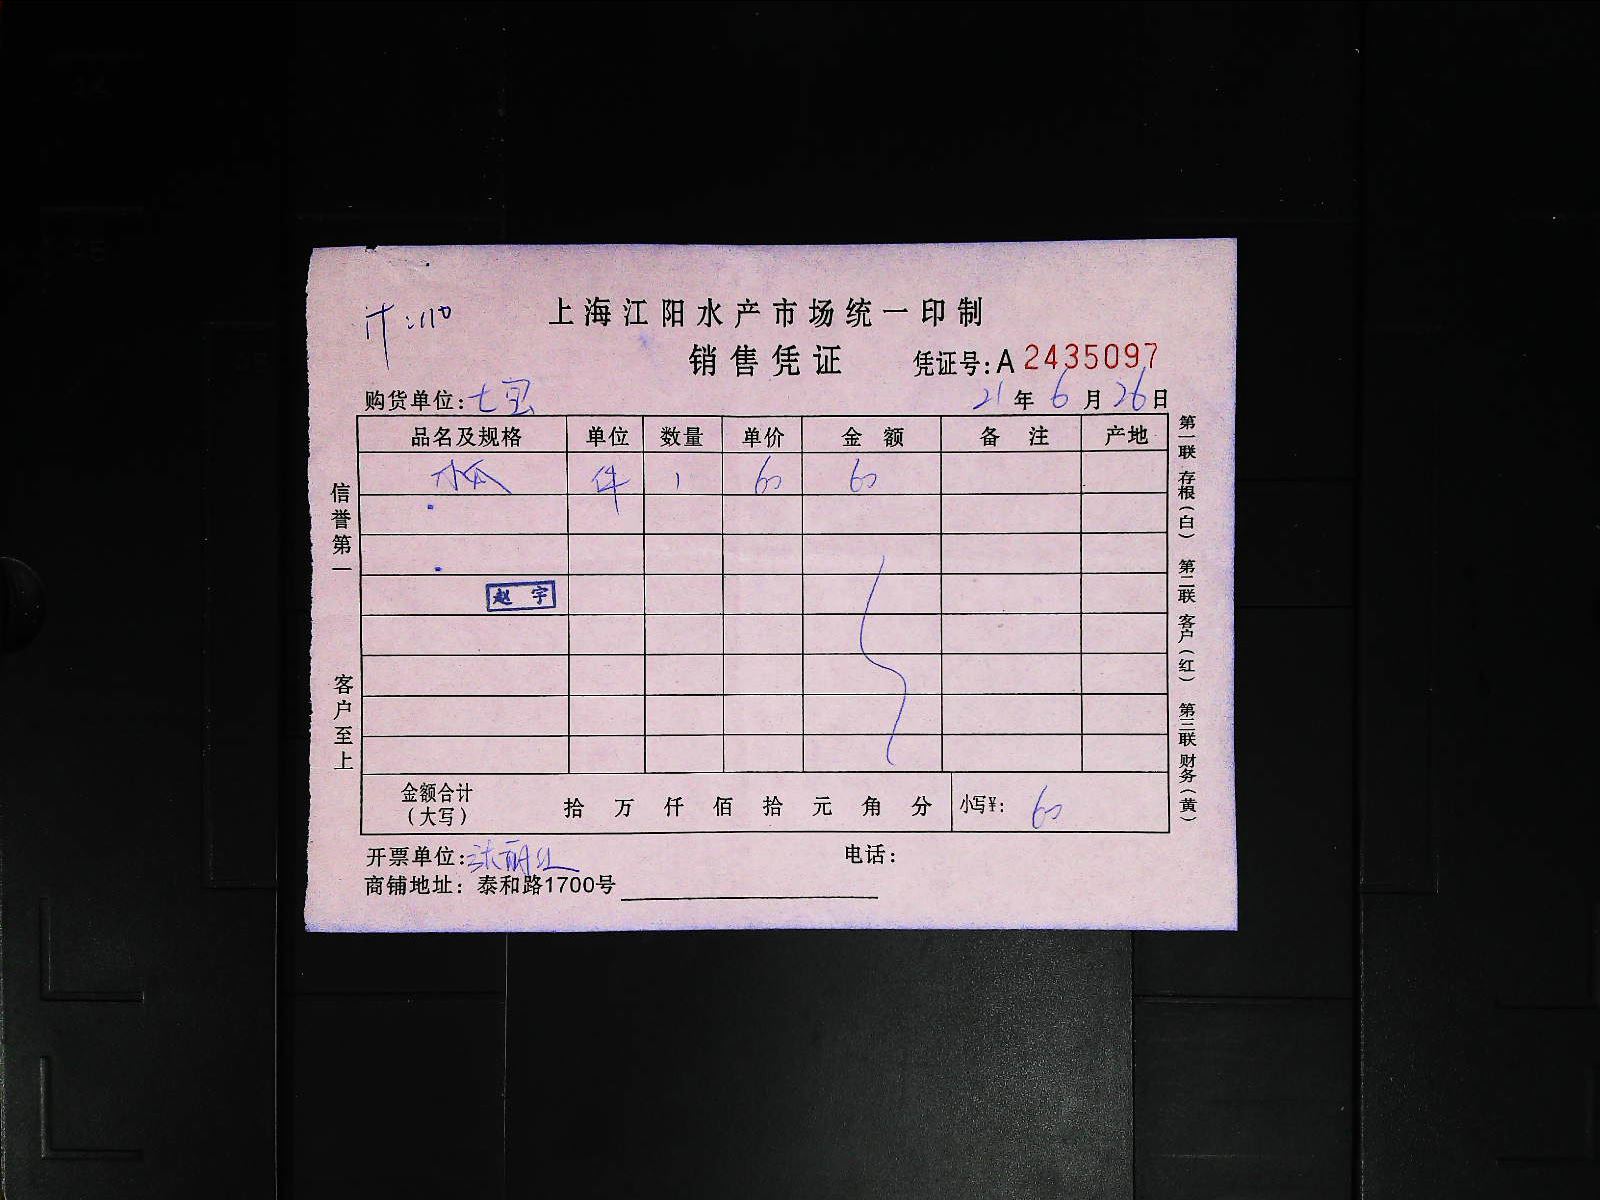 计:110
上海江阳水产市场统一印制
销售凭证
凭证号:A 2435097
购货单位:七宝
21年6月26日
品名及规格 单位 数量 单价 金额 备注 产地
木瓜 件 1 60 60
赵宇
金额合计(大写) 拾 万 仟 佰 拾 元 角 分 小写¥: 60
开票单位:
电话:
商铺地址:泰和路1700号
信誉第一
客户至上
第一联 存根(白) 第二联 客户(红) 第三联 财务(黄)